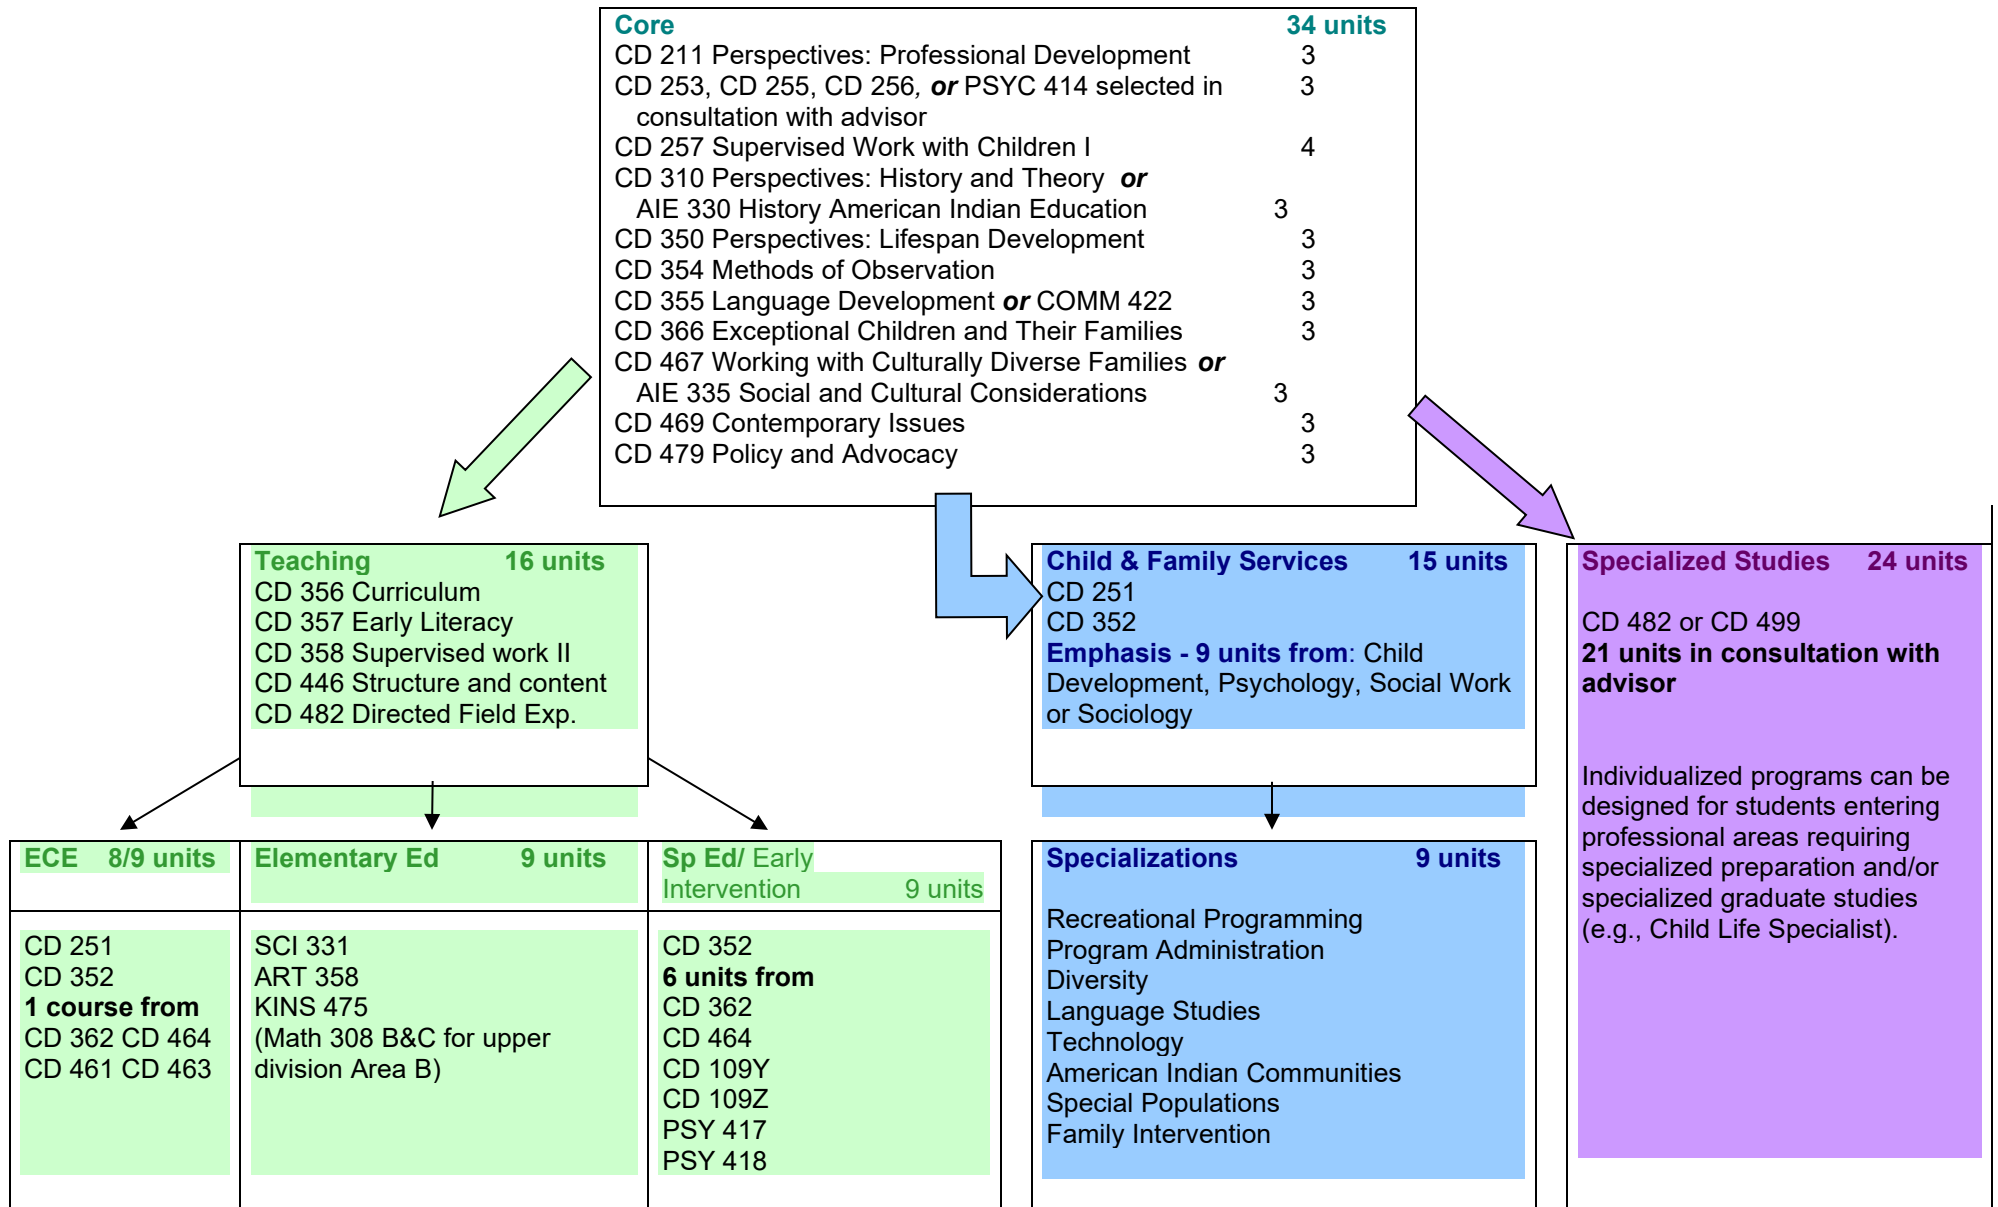 Core 34 units
CD 211 Perspectives: Professional Development 3
CD 253, CD 255, CD 256, or PSYC 414 selected in 3
consultation with advisor
CD 257 Supervised Work with Children I 4
CD 310 Perspectives: History and Theory or
AIE 330 History American Indian Education 3
CD 350 Perspectives: Lifespan Development 3
CD 354 Methods of Observation 3
CD 355 Language Development or COMM 422 3
CD 366 Exceptional Children and Their Families 3
CD 467 Working with Culturally Diverse Families or
AIE 335 Social and Cultural Considerations 3
CD 469 Contemporary Issues 3
CD 479 Policy and Advocacy 3
Teaching 16 units
CD 356 Curriculum
CD 357 Early Literacy
CD 358 Supervised work II
CD 446 Structure and content
CD 482 Directed Field Exp.
Child & Family Services 15 units
CD 251
CD 352
Emphasis - 9 units from: Child
Development, Psychology, Social Work
or Sociology
Specialized Studies 24 units
CD 482 or CD 499
21 units in consultation with
advisor
Individualized programs can be
designed for students entering
professional areas requiring
specialized preparation and/or
specialized graduate studies
(e.g., Child Life Specialist).
ECE 8/9 units
CD 251
CD 352
1 course from
CD 362 CD 464
CD 461 CD 463
Elementary Ed 9 units
SCI 331
ART 358
KINS 475
(Math 308 B&C for upper
division Area B)
Sp Ed/ Early
Intervention 9 units
CD 352
6 units from
CD 362
CD 464
CD 109Y
CD 109Z
PSY 417
PSY 418
Specializations 9 units
Recreational Programming
Program Administration
Diversity
Language Studies
Technology
American Indian Communities
Special Populations
Family Intervention